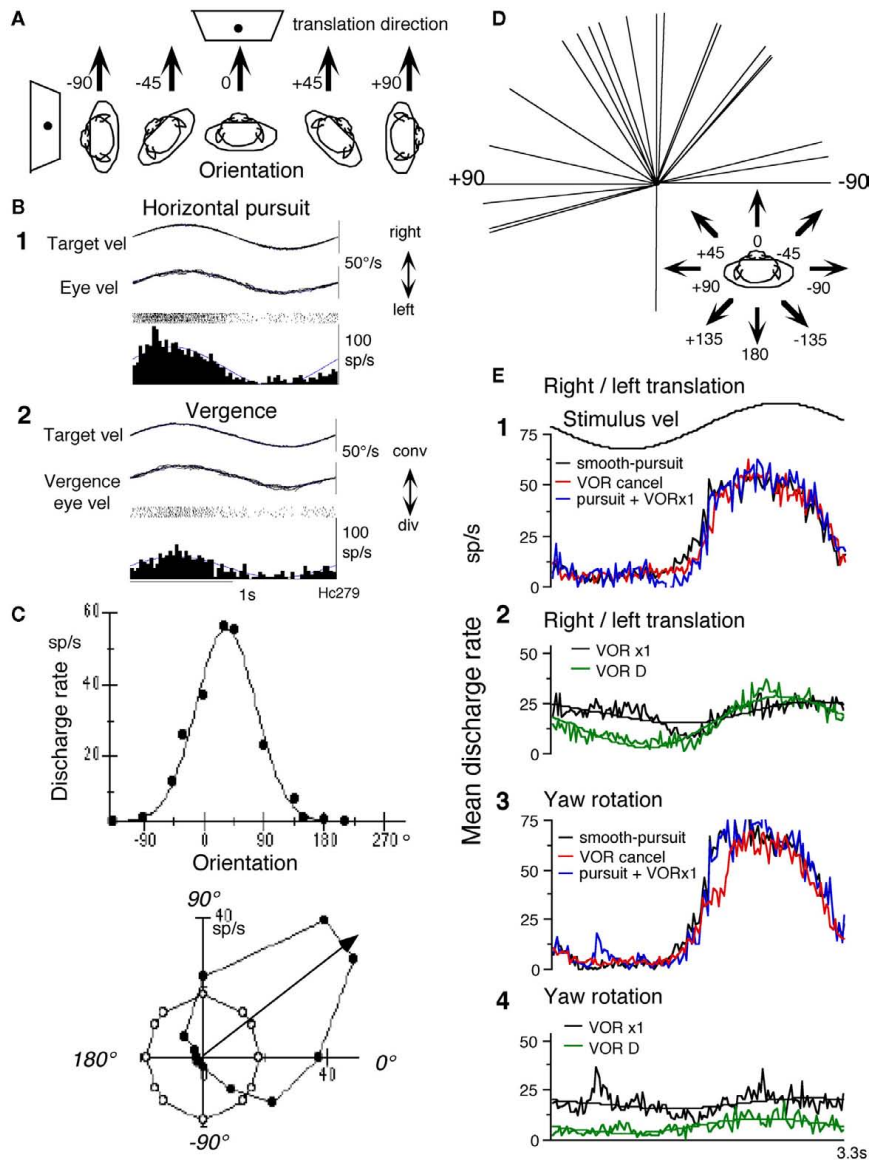 A
translation direction
-90
-45
0
+45
+90
Orientation
B
Horizontal pursuit
1
Target vel
right
50°/s
Eye vel
left
100
sp/s
2
Vergence
Target vel
50°/s
conv
Vergence
eye vel
div
100
sp/s
1s
Hc279
C
60
sp/s
40
20
Discharge rate
-90
0
90
180
270 °
Orientation
90°
40
sp/s
180°
0°
40
-90°
D
+90
-90
0
+45
-45
+90
-90
+135
-135
180
E
Right / left translation
1
Stimulus vel
75
smooth-pursuit
VOR cancel
pursuit + VORx1
50
25
0
sp/s
2
Right / left translation
VOR x1
VOR D
50
25
0
Mean discharge rate
3
Yaw rotation
75
smooth-pursuit
VOR cancel
pursuit + VORx1
50
25
0
4
Yaw rotation
VOR x1
VOR D
50
25
0
3.3s